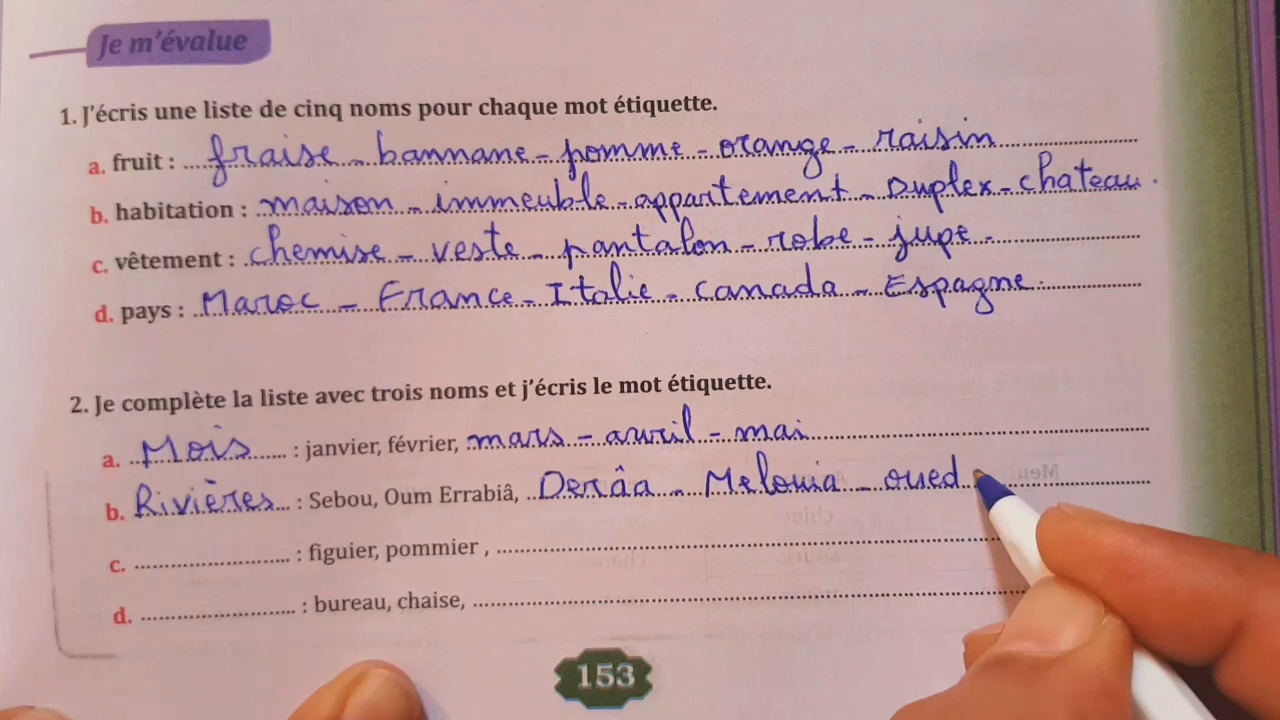 Je m'évalue
1. J'écris une liste de cinq noms pour chaque mot étiquette.
a. fruit : fraise - bannane - pomme - orange - raisin
b. habitation : maison - immeuble - appartement - Duplex - chateau.
c. vêtement : chemise - veste - pantalon - robe - jupe.
d. pays : Maroc - France - Italie - Canada - Espagne.
2. Je complète la liste avec trois noms et j'écris le mot étiquette.
a. Mois : janvier, février, mars - avril - mai
b. Rivières : Sebou, Oum Errabiâ, Derâa - Melouia - oued
c. : figuier, pommier ,
d. : bureau, chaise,
153